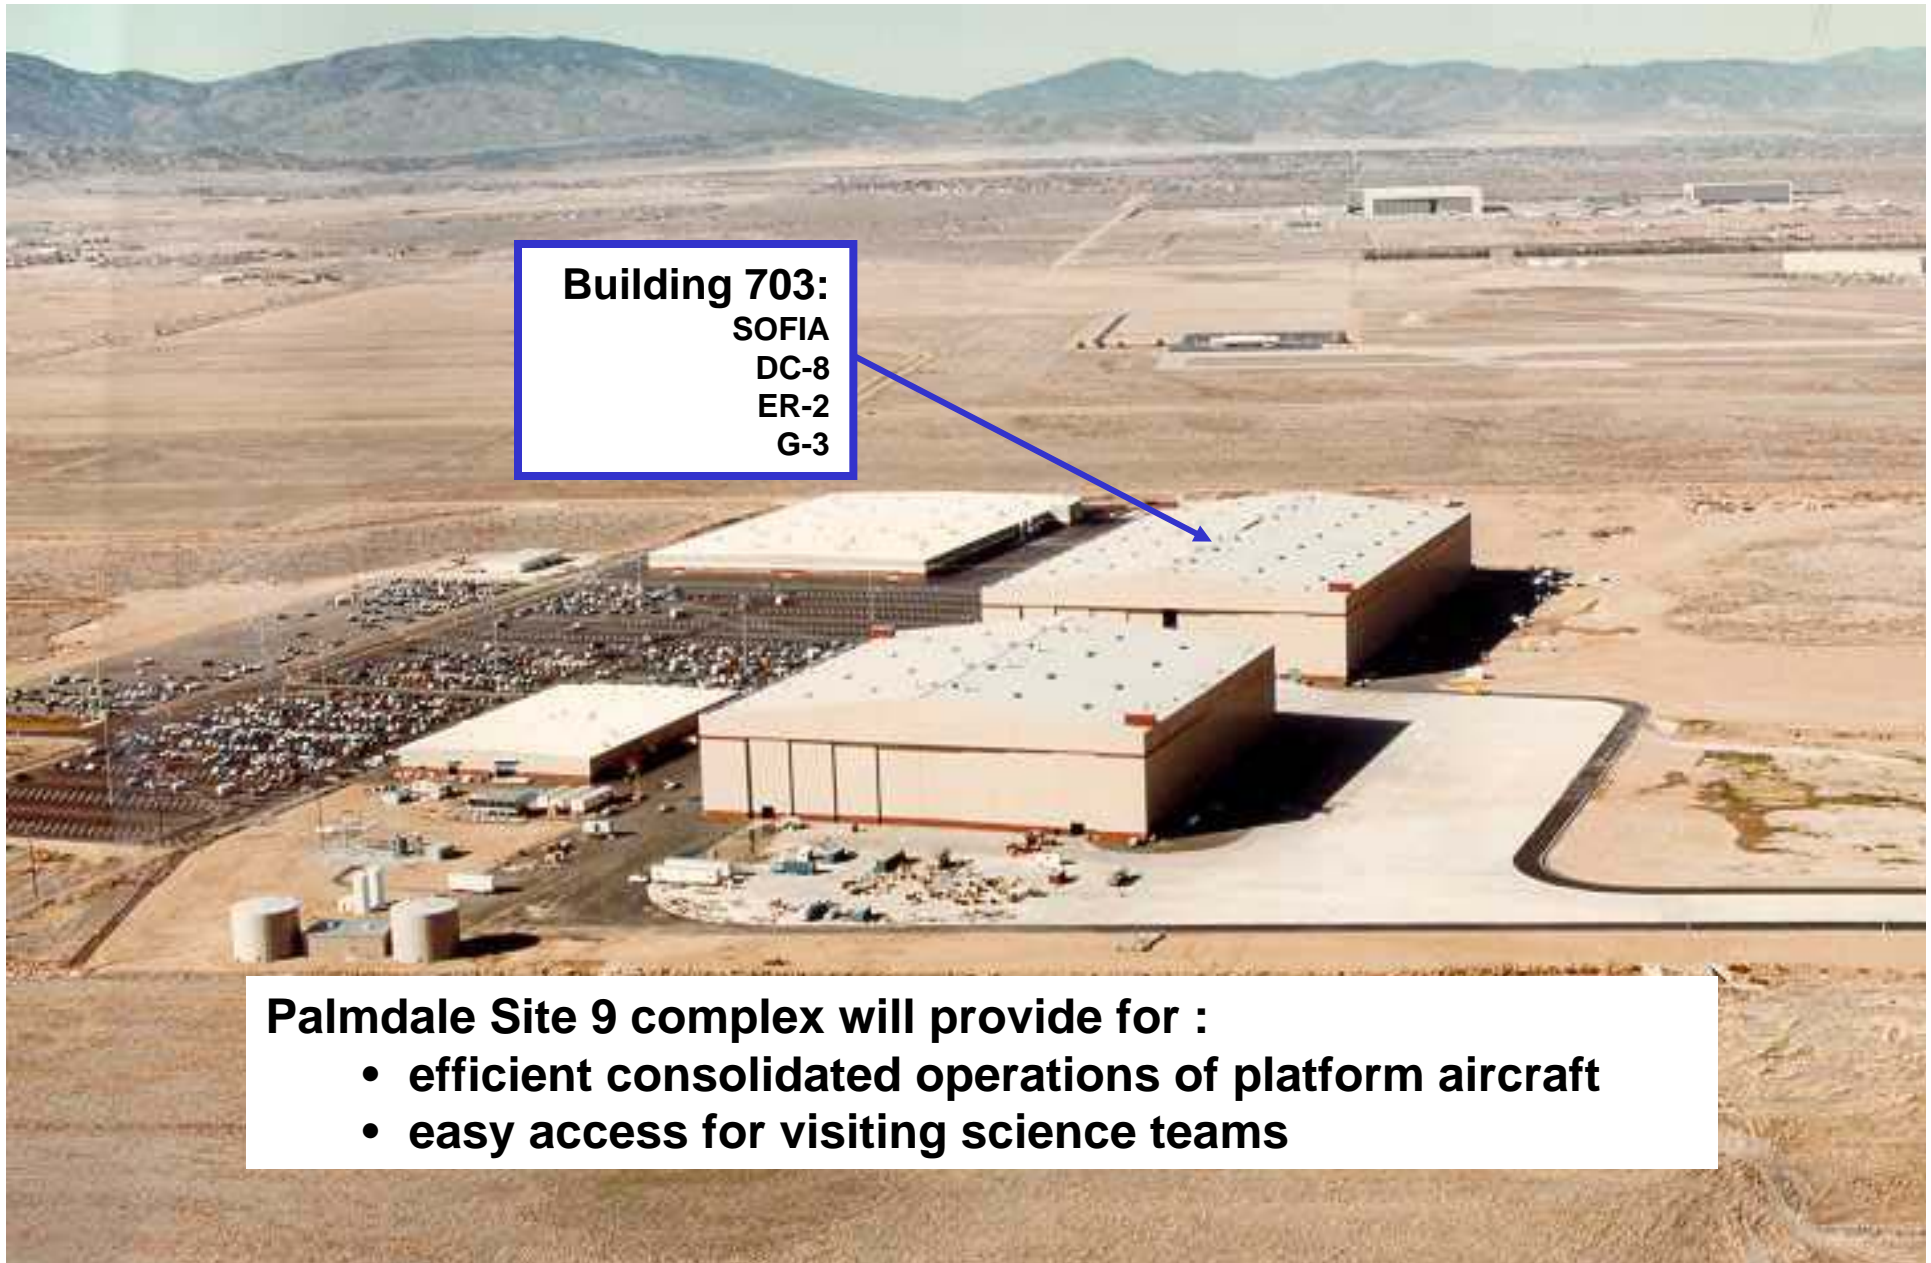 Building 703:
SOFIA
DC-8
ER-2
G-3
Palmdale Site 9 complex will provide for :
• efficient consolidated operations of platform aircraft
• easy access for visiting science teams